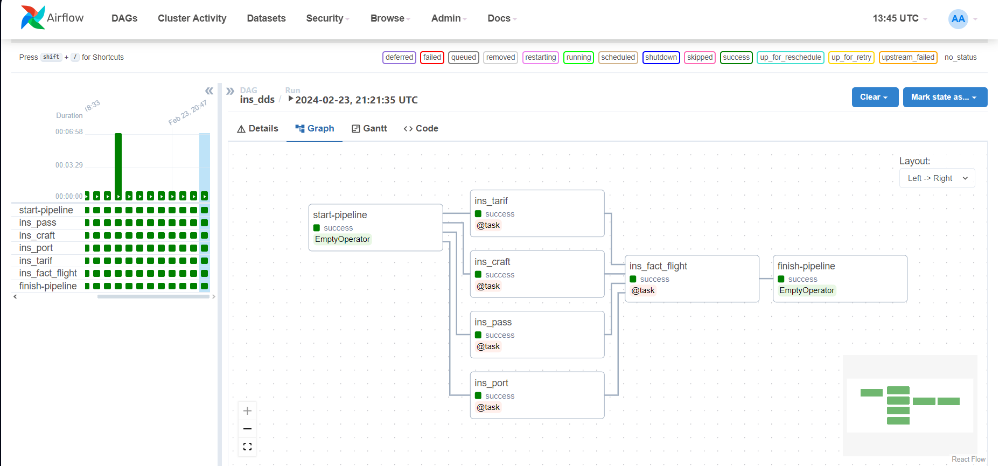 Airflow DAGs Cluster Activity Datasets Security Browse Admin Docs 13:45 UTC AA
Press shift + / for Shortcuts
deferred failed queued removed restarting running scheduled shutdown skipped success up_for_reschedule up_for_retry upstream_failed no_status
DAG
ins_dds /
Run
2024-02-23, 21:21:35 UTC
Clear
Mark state as...
Details Graph Gantt <> Code
18:33
Feb 23, 20:47
Duration
00:06:58
00:03:29
00:00:00
start-pipeline
ins_pass
ins_craft
ins_port
ins_tarif
ins_fact_flight
finish-pipeline
Layout:
Left -> Right
start-pipeline
success
EmptyOperator
ins_tarif
success
@task
ins_craft
success
@task
ins_pass
success
@task
ins_port
success
@task
ins_fact_flight
success
@task
finish-pipeline
success
EmptyOperator
React Flow